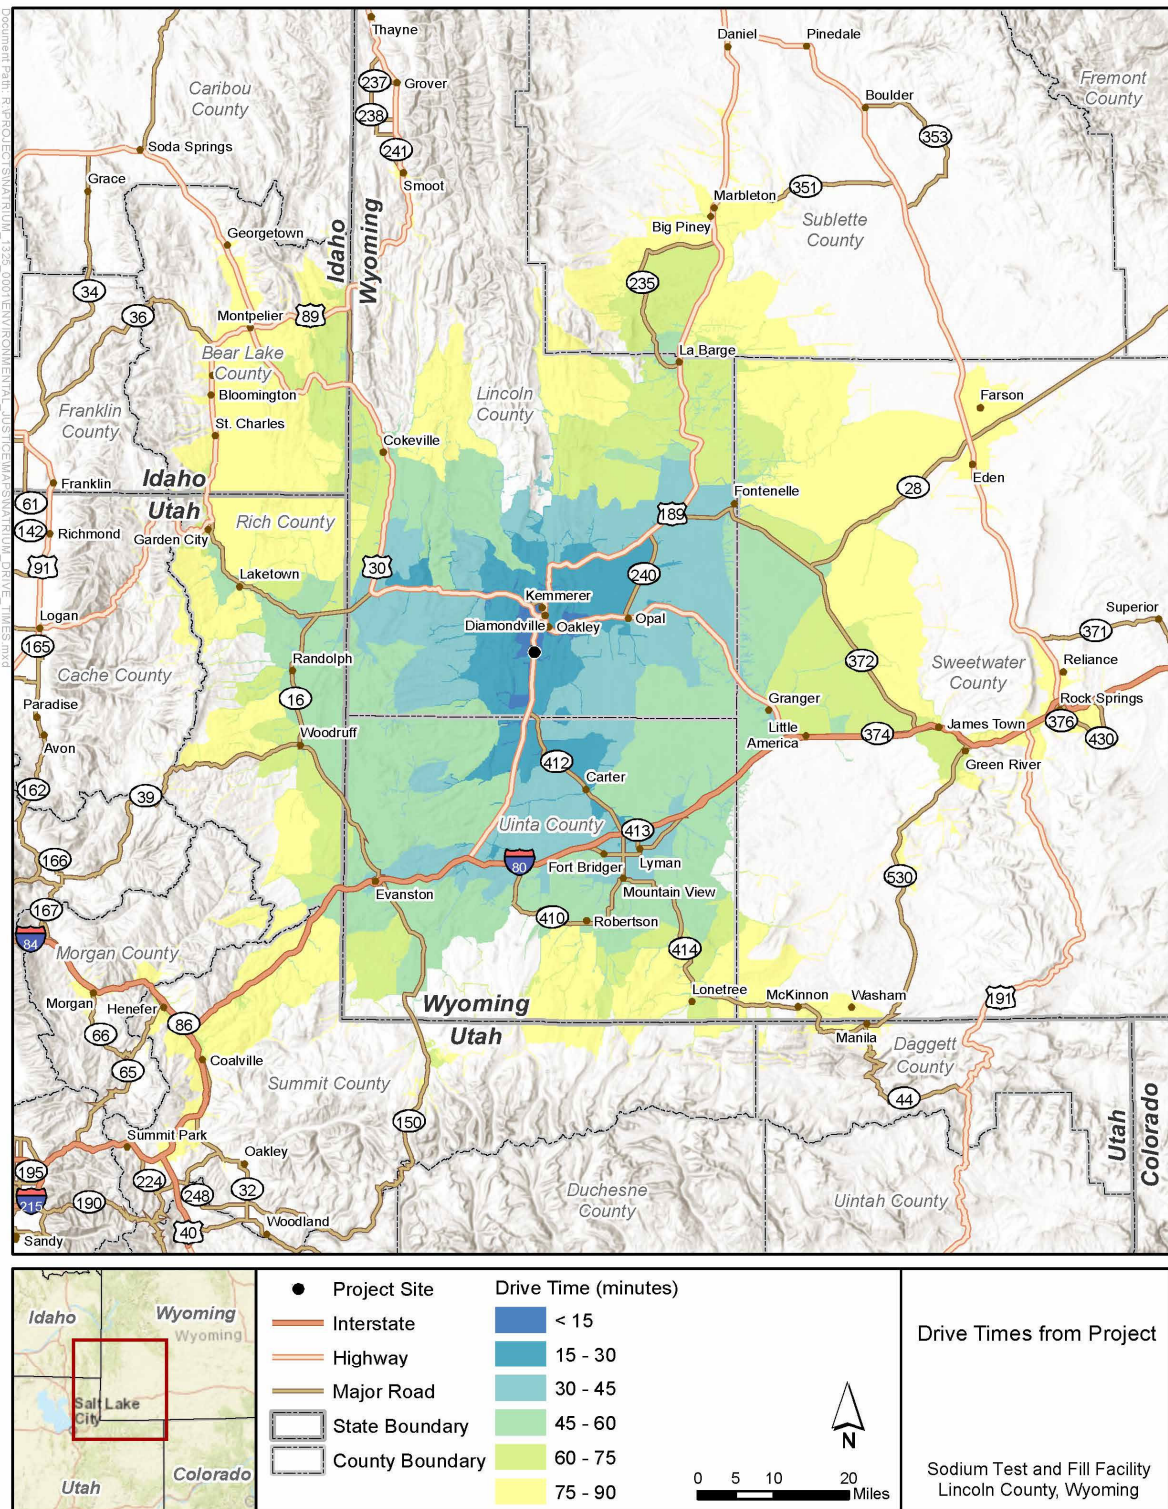 Document Path: R:\PROJECTS\NATRIUM_1325_0001\ENVIRONMENTAL_JUSTICE\MAPS\NATRIUM_DRIVE_TIMES.mxd
Thayne
Daniel
Pinedale
237
Grover
Caribou
County
Fremont
County
Boulder
238
353
Soda Springs
241
Grace
Smoot
351
Marbleton
Big Piney
Sublette
County
Idaho
Wyoming
Georgetown
235
34
36
Montpelier
89
La Barge
Bear Lake
County
Bloomington
Lincoln
County
Farson
Franklin
County
St. Charles
Cokeville
Idaho
Utah
Franklin
61
Eden
28
Fontenelle
189
142
Richmond
Rich County
Garden City
91
30
240
Laketown
Kemmerer
Superior
Logan
Diamondville
Oakley
Opal
371
165
Randolph
372
Reliance
Cache County
Sweetwater
County
16
Paradise
Granger
Rock Springs
376
Woodruff
Little
America
374
James Town
430
Avon
412
Green River
Carter
162
39
Uinta County
413
166
80
Fort Bridger
Lyman
Evanston
Mountain View
530
167
410
Robertson
84
Morgan County
414
Morgan
Henefer
Wyoming
Utah
Lonetree
McKinnon
Washam
191
86
66
Manila
65
Coalville
Daggett
County
Summit County
44
150
Utah
Colorado
Summit Park
Oakley
195
224
248
32
215
190
Duchesne
County
Uintah County
40
Woodland
Sandy
Idaho
Wyoming
Wyoming
Salt Lake
City
Utah
Colorado
Project Site
Interstate
Highway
Major Road
State Boundary
County Boundary
Drive Time (minutes)
< 15
15 - 30
30 - 45
45 - 60
60 - 75
75 - 90
N
0 5 10 20
Miles
Drive Times from Project
Sodium Test and Fill Facility
Lincoln County, Wyoming